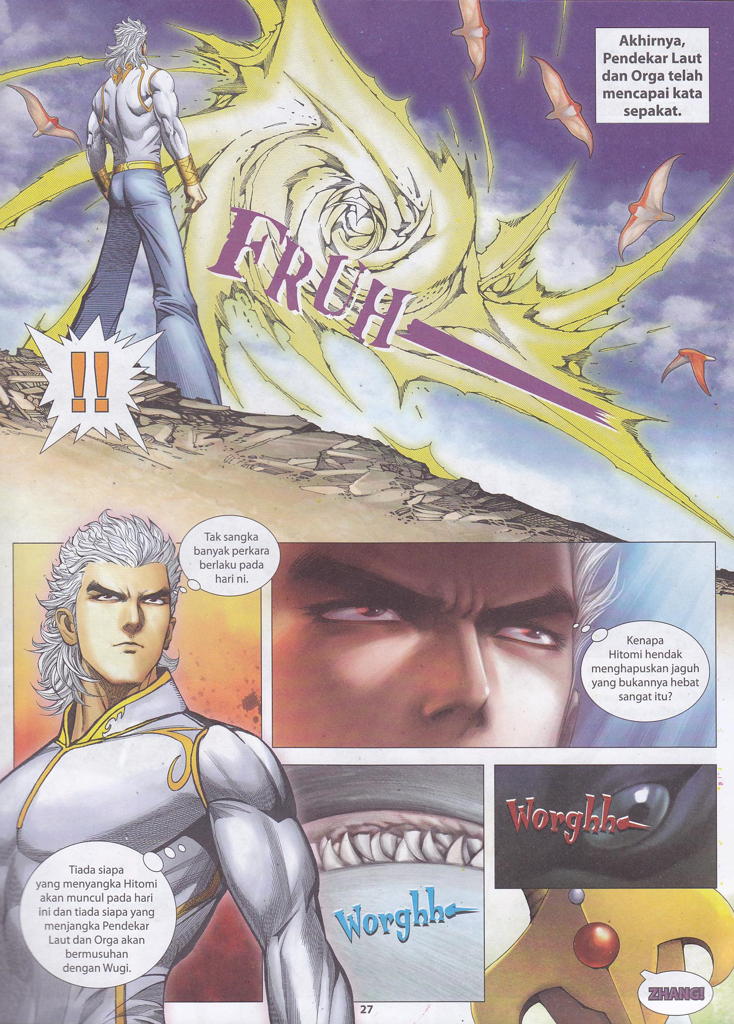 Akhirnya,
Pendekar Laut
dan Orga telah
mencapai kata
sepakat.
FRUH
!!
Tak sangka
banyak perkara
berlaku pada
hari ni.
Kenapa
Hitomi hendak
menghapuskan jaguh
yang bukannya hebat
sangat itu?
Tiada siapa
yang menyangka Hitomi
akan muncul pada hari
ini dan tiada siapa yang
menjangka Pendekar
Laut dan Orga akan
bermusuhan
dengan Wugi.
Worghh
Worghh
ZHANG!
27